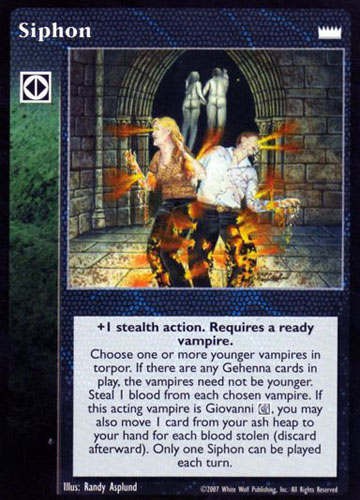 Siphon
+1 stealth action. Requires a ready
vampire.
Choose one or more younger vampires in
torpor. If there are any Gehenna cards in
play, the vampires need not be younger.
Steal 1 blood from each chosen vampire. If
this acting vampire is Giovanni, you may
also move 1 card from your ash heap to
your hand for each blood stolen (discard
afterward). Only one Siphon can be played
each turn.
Illus: Randy Asplund
©2007 White Wolf Publishing, Inc. All Rights Reserved